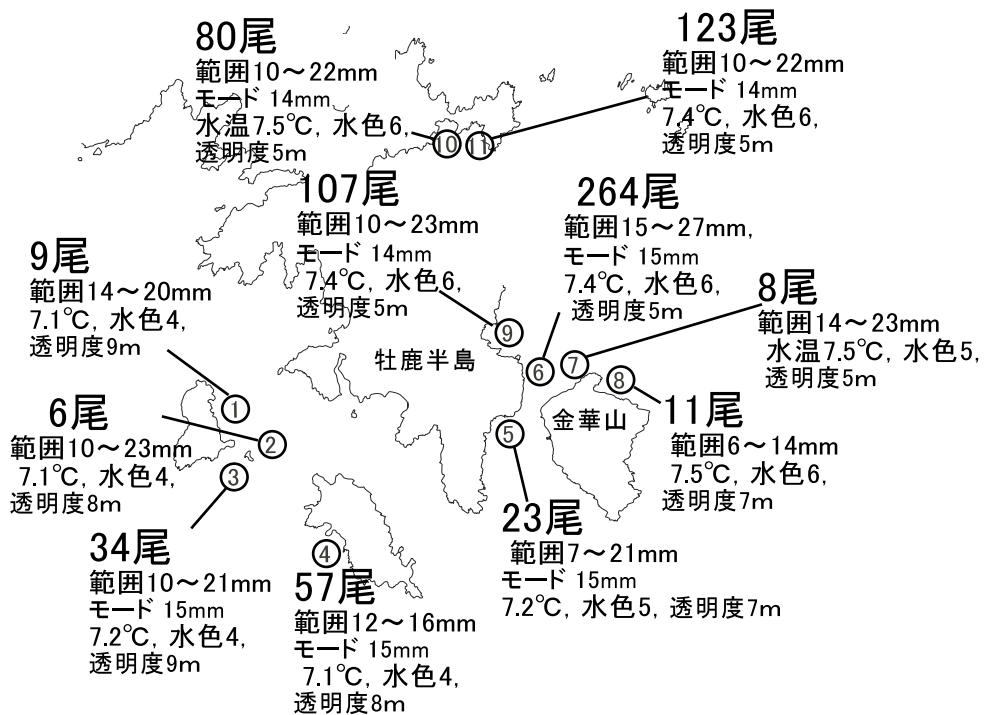 80尾
範囲10～22mm
モード 14mm
水温7.5℃, 水色6,
透明度5m
123尾
範囲10～22mm
モード 14mm
7.4℃, 水色6,
透明度5m
⑩
⑪
107尾
範囲10～23mm
モード 14mm
7.4℃, 水色6,
透明度5m
264尾
範囲15～27mm,
モード 15mm
7.4℃, 水色6,
透明度5m
9尾
範囲14～20mm
7.1℃, 水色4,
透明度9m
8尾
範囲14～23mm
水温7.5℃, 水色5,
透明度5m
⑨
牡鹿半島
⑥
⑦
⑧
金華山
①
6尾
範囲10～23mm
7.1℃, 水色4,
透明度8m
②
③
⑤
11尾
範囲6～14mm
7.5℃, 水色6,
透明度7m
34尾
範囲10～21mm
モード 15mm
7.2℃, 水色4,
透明度9m
④
57尾
範囲12～16mm
モード 15mm
7.1℃, 水色4,
透明度8m
23尾
範囲7～21mm
モード 15mm
7.2℃, 水色5, 透明度7m